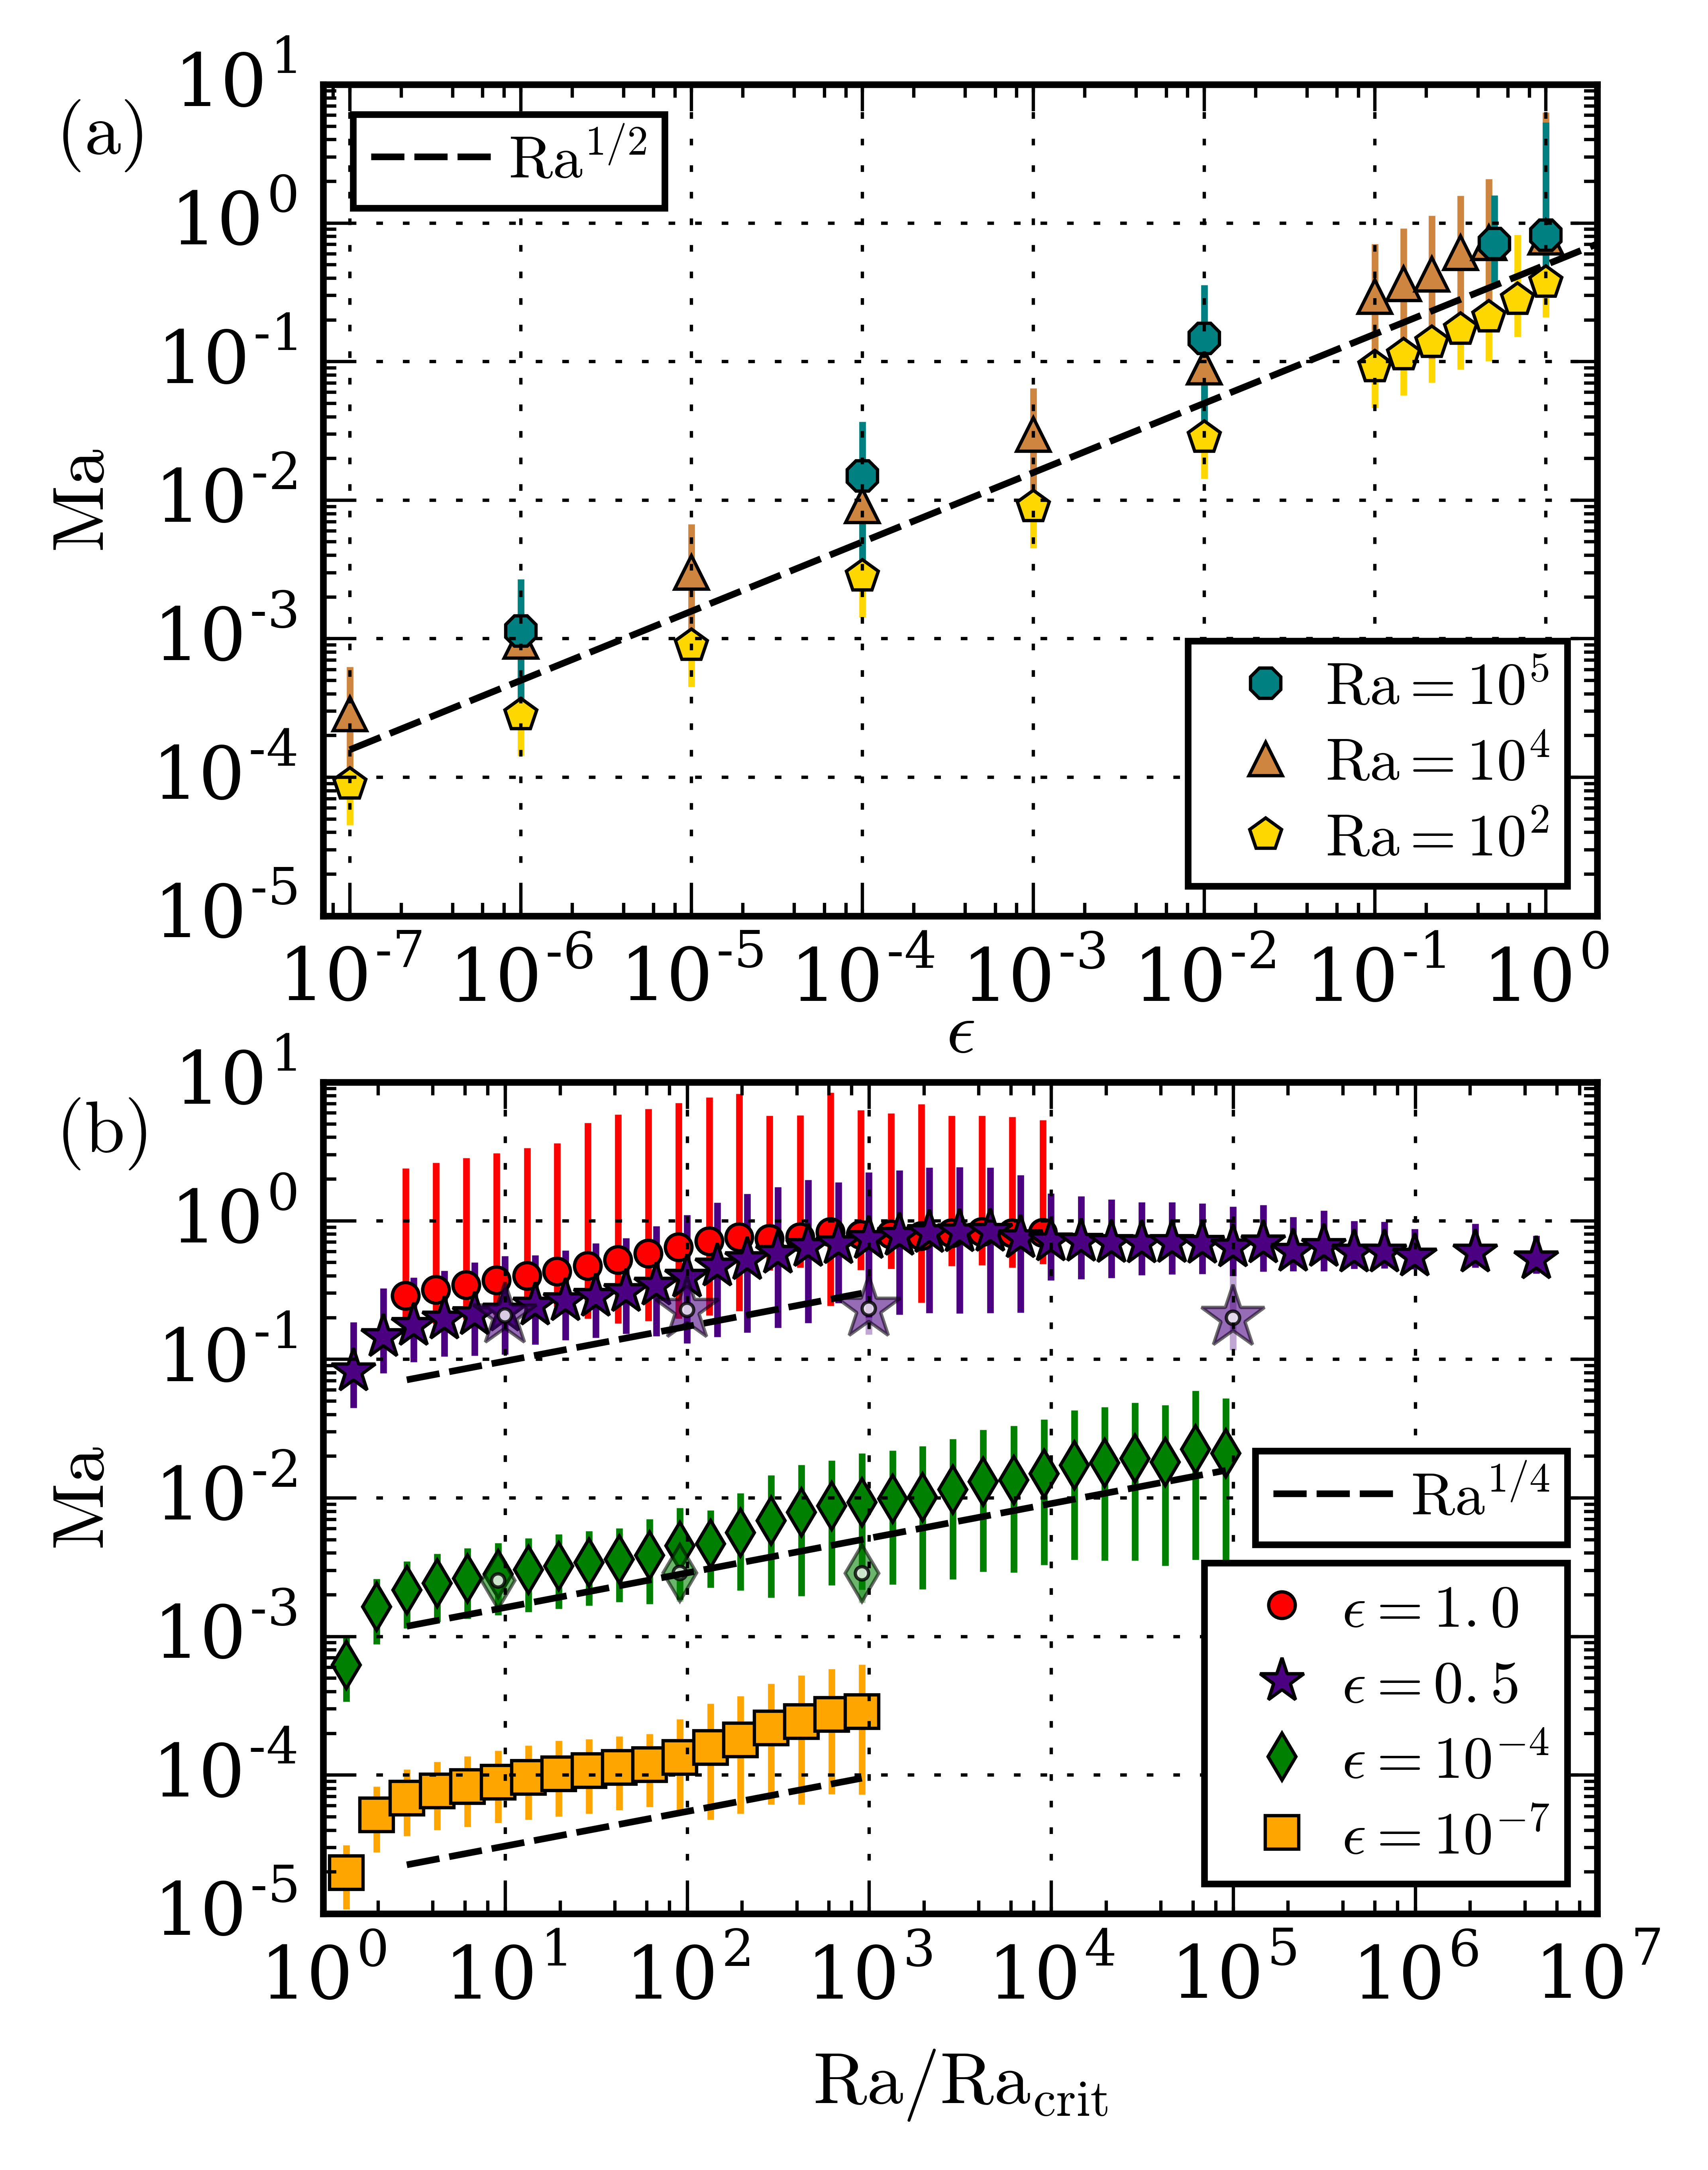 (a)
10^1
10^0
10^-1
10^-2
10^-3
10^-4
10^-5
Ma
Ra^{1/2}
Ra = 10^5
Ra = 10^4
Ra = 10^2
10^-7 10^-6 10^-5 10^-4 10^-3 10^-2 10^-1 10^0
ϵ
(b)
10^1
10^0
10^-1
10^-2
10^-3
10^-4
10^-5
Ma
Ra^{1/4}
ϵ = 1.0
ϵ = 0.5
ϵ = 10^{−4}
ϵ = 10^{−7}
10^0 10^1 10^2 10^3 10^4 10^5 10^6 10^7
Ra/Ra_crit